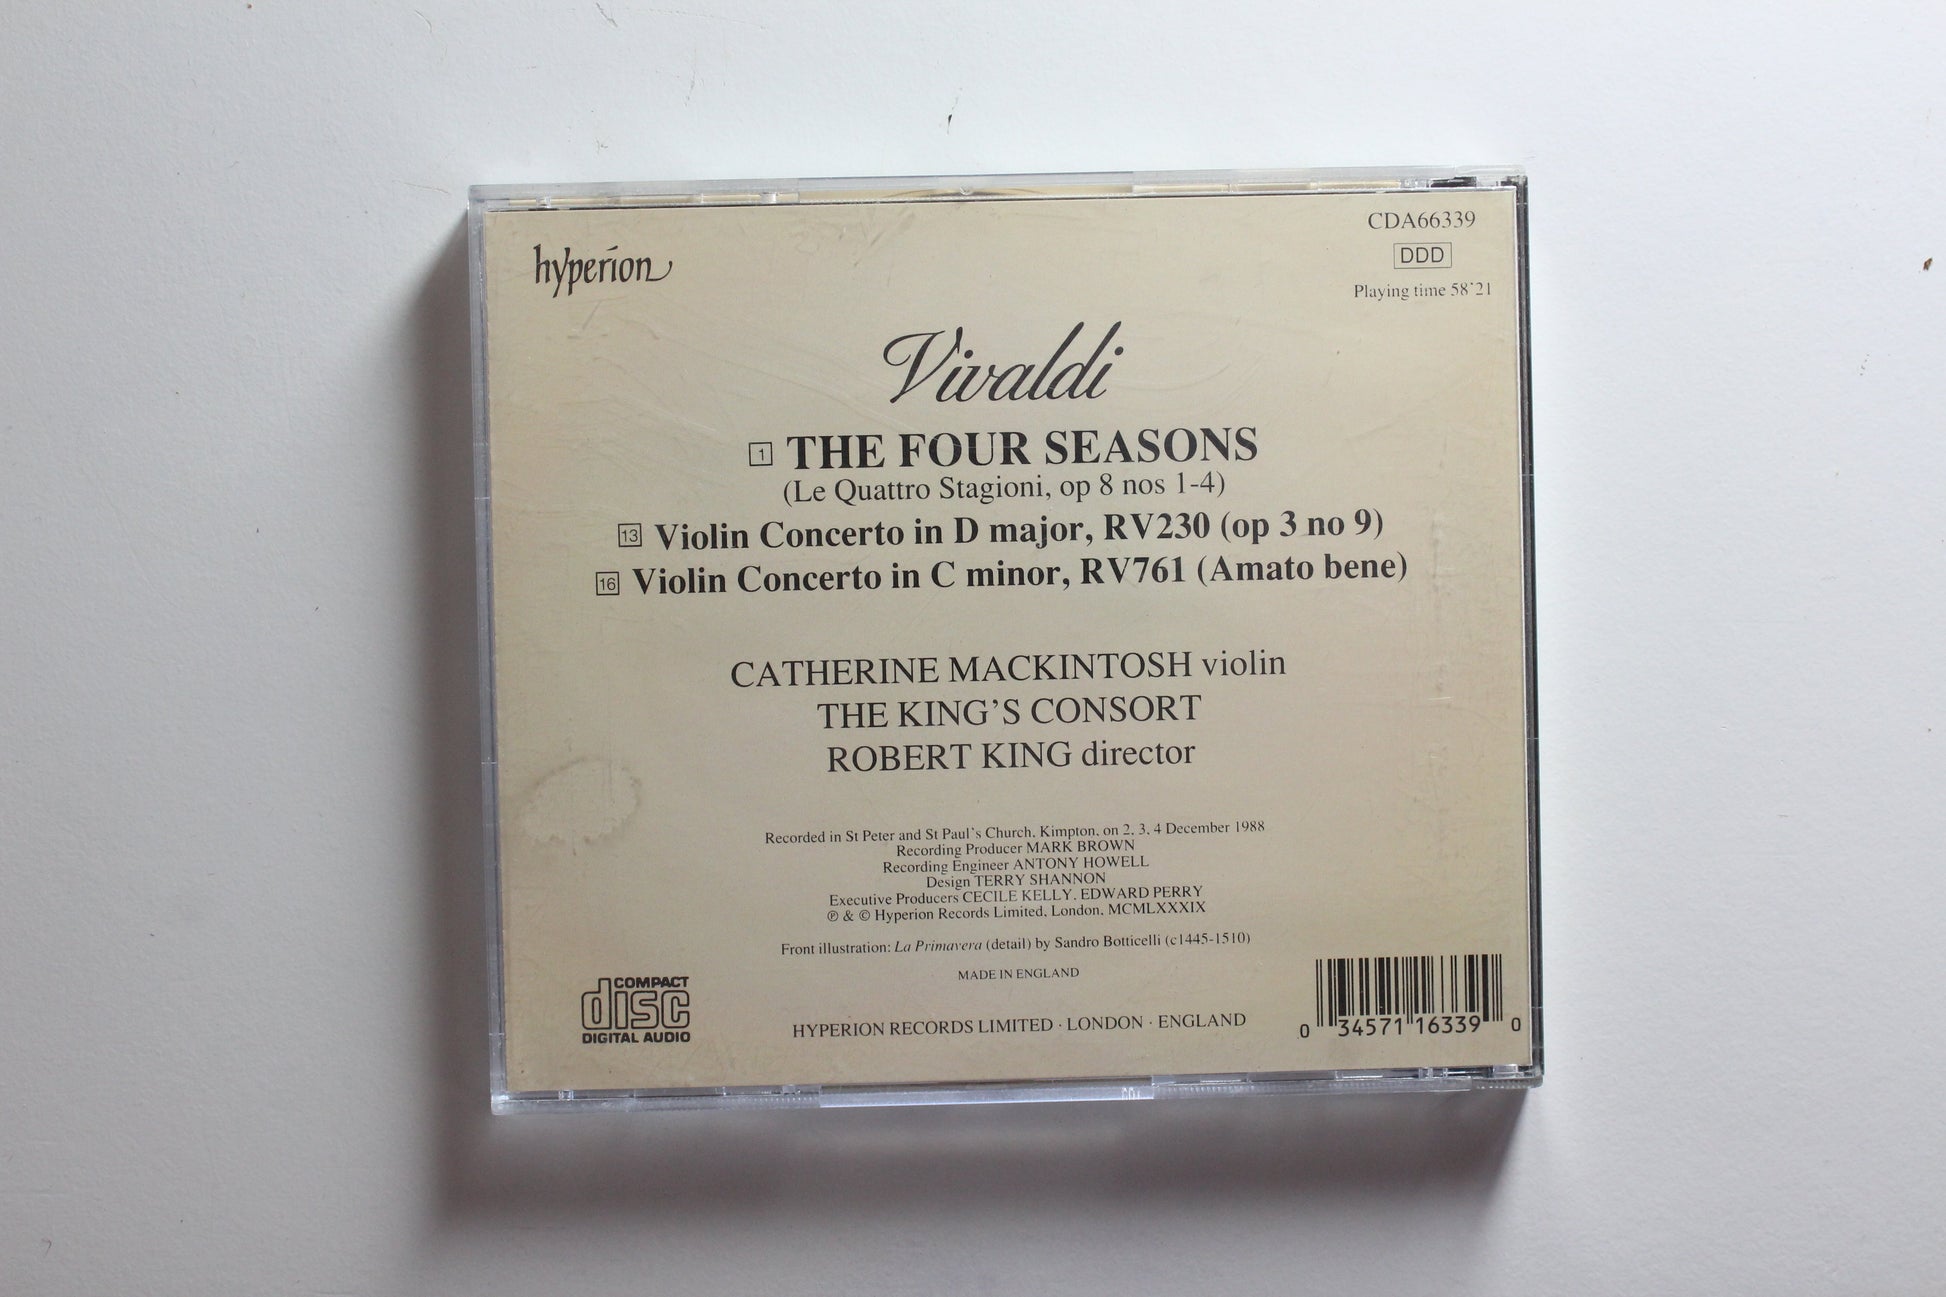 hyperion
CDA66339
DDD
Playing time 58'21
Vivaldi
1 THE FOUR SEASONS
(Le Quattro Stagioni, op 8 nos 1-4)
13 Violin Concerto in D major, RV230 (op 3 no 9)
16 Violin Concerto in C minor, RV761 (Amato bene)
CATHERINE MACKINTOSH violin
THE KING'S CONSORT
ROBERT KING director
Recorded in St Peter and St Paul's Church, Kimpton, on 2, 3, 4 December 1988
Recording Producer MARK BROWN
Recording Engineer ANTONY HOWELL
Design TERRY SHANNON
Executive Producers CECILE KELLY, EDWARD PERRY
℗ & © Hyperion Records Limited, London, MCMLXXXIX
Front illustration: La Primavera (detail) by Sandro Botticelli (c1445-1510)
MADE IN ENGLAND
HYPERION RECORDS LIMITED · LONDON · ENGLAND
COMPACT
disc
DIGITAL AUDIO
0 34571 16339 0